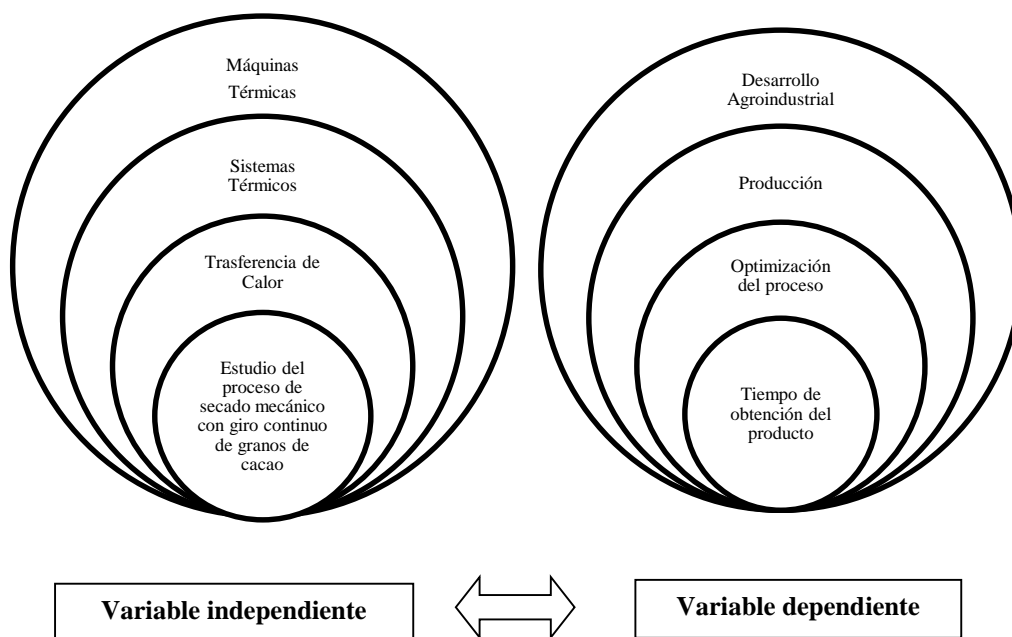 Máquinas
Térmicas
Sistemas
Térmicos
Trasferencia de
Calor
Estudio del
proceso de
secado mecánico
con giro continuo
de granos de
cacao
Desarrollo
Agroindustrial
Producción
Optimización
del proceso
Tiempo de
obtención del
producto
Variable independiente
Variable dependiente